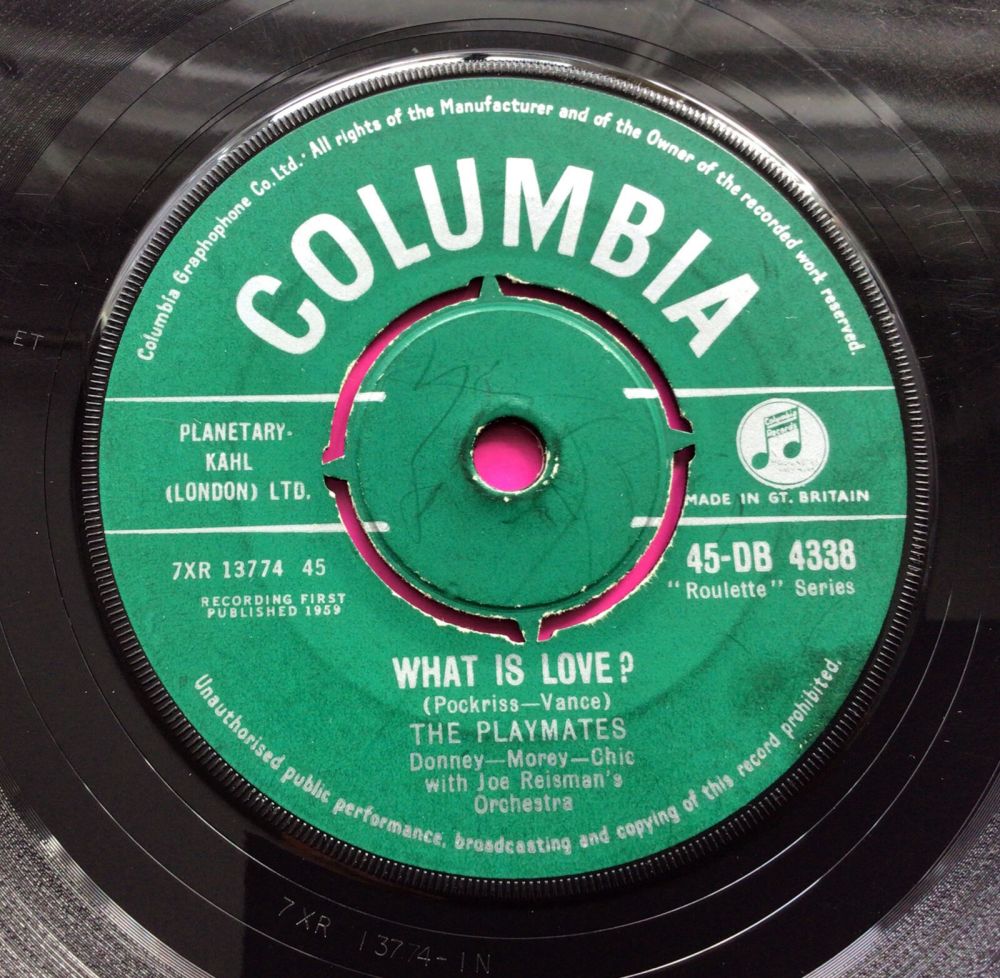 Columbia Graphophone Co. Ltd. · All rights of the Manufacturer and of the Owner of the recorded work reserved.
COLUMBIA
PLANETARY-
KAHL
(LONDON) LTD.
Columbia
Records
MADE IN GT. BRITAIN
7XR 13774 45
RECORDING FIRST
PUBLISHED 1959
45-DB 4338
"Roulette" Series
WHAT IS LOVE?
(Pockriss—Vance)
THE PLAYMATES
Donney—Morey—Chic
with Joe Reisman's
Orchestra
Unauthorised public performance, broadcasting and copying of this record prohibited.
ET
7XR 13774-1N